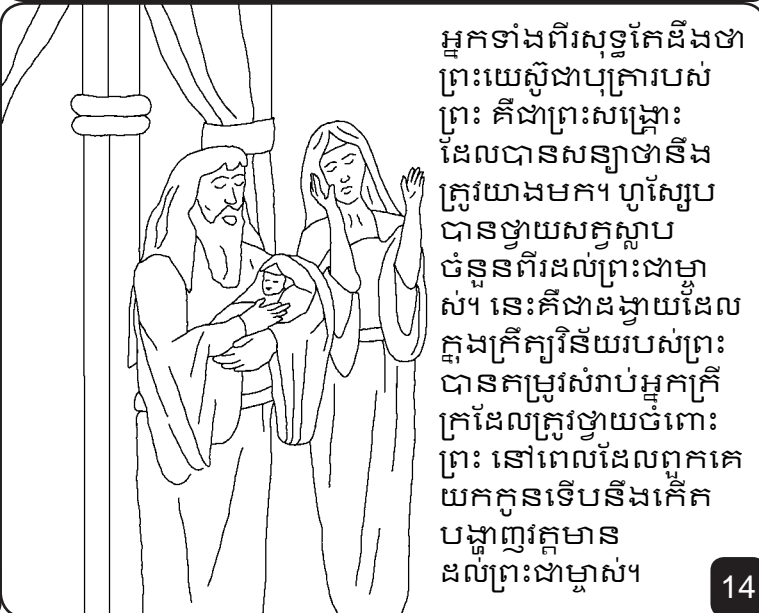 អ្នកទាំងពីរសុទ្ធតែដឹងថា
ព្រះយេស៊ូជាបុត្រារបស់
ព្រះ គឺជាព្រះសង្គ្រោះ
ដែលបានសន្យាថានឹង
ត្រូវយាងមក។ ហូស្សែប
បានថ្វាយសត្វស្លាប
ចំនួនពីរដល់ព្រះជាម្ចា
ស់។ នេះគឺជាដង្វាយដែល
ក្នុងក្រឹត្យវិន័យរបស់ព្រះ
បានតម្រូវសំរាប់អ្នកក្រី
ក្រដែលត្រូវថ្វាយចំពោះ
ព្រះ នៅពេលដែលពួកគេ
យកកូនទើបនឹងកើត
បង្ហាញវត្តមាន
ដល់ព្រះជាម្ចាស់។
14